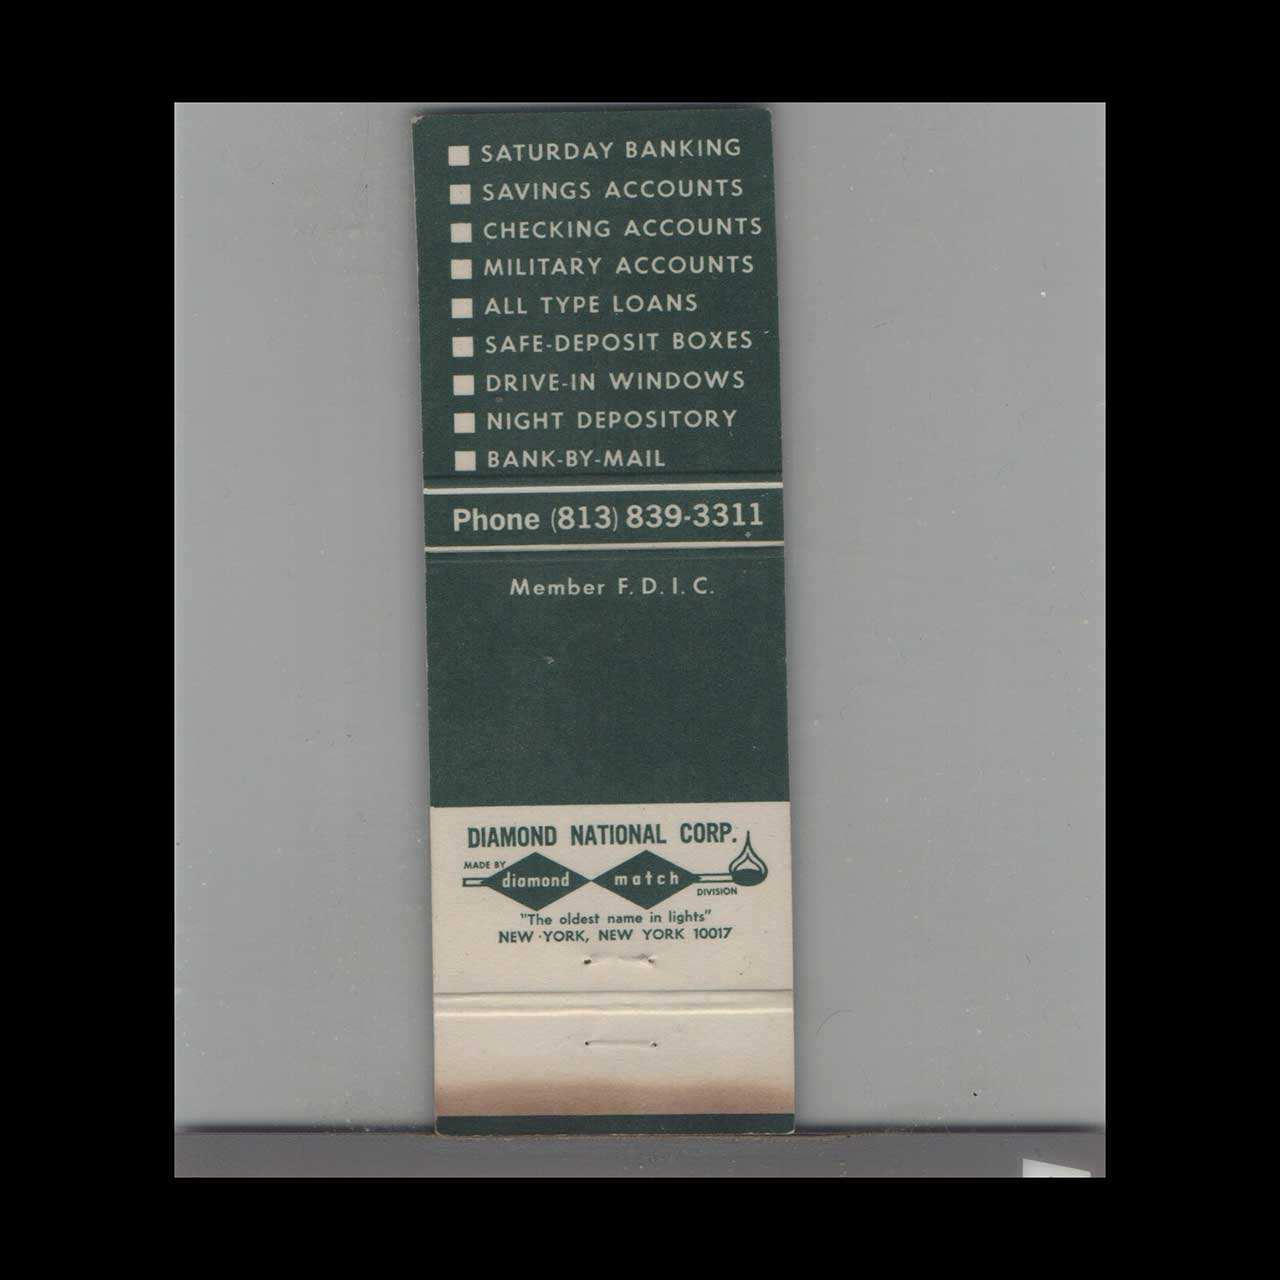 SATURDAY BANKING
SAVINGS ACCOUNTS
CHECKING ACCOUNTS
MILITARY ACCOUNTS
ALL TYPE LOANS
SAFE-DEPOSIT BOXES
DRIVE-IN WINDOWS
NIGHT DEPOSITORY
BANK-BY-MAIL
Phone (813) 839-3311
Member F. D. I. C.
DIAMOND NATIONAL CORP.
MADE BY
diamond match
DIVISION
"The oldest name in lights"
NEW YORK, NEW YORK 10017